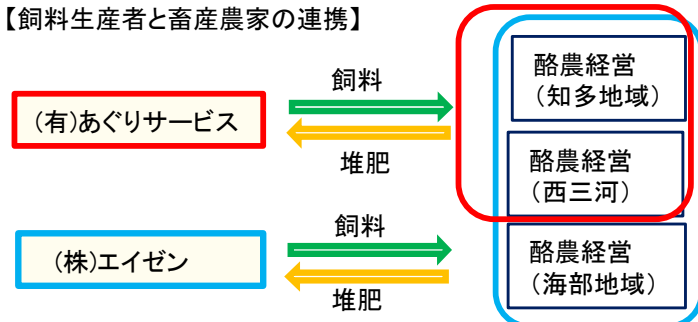 【飼料生産者と畜産農家の連携】
飼料
(有)あぐりサービス
堆肥
酪農経営
(知多地域)
酪農経営
(西三河)
飼料
(株)エイゼン
堆肥
酪農経営
(海部地域)